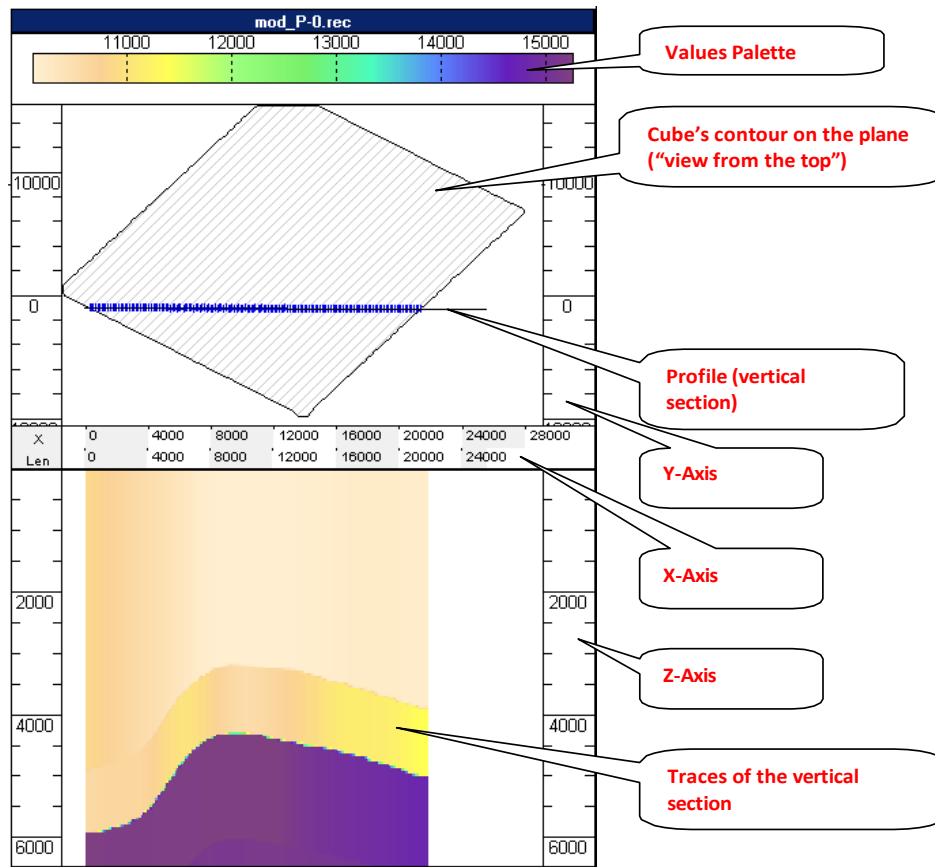 mod_P-0.rec
11000 12000 13000 14000 15000
Values Palette
Cube's contour on the plane
("view from the top")
-10000 -10000
0 0
Profile (vertical
section)
X 0 4000 8000 12000 16000 20000 24000 28000
Len 0 4000 8000 12000 16000 20000 24000
Y-Axis
X-Axis
2000 2000
Z-Axis
4000 4000
Traces of the vertical
section
6000 6000